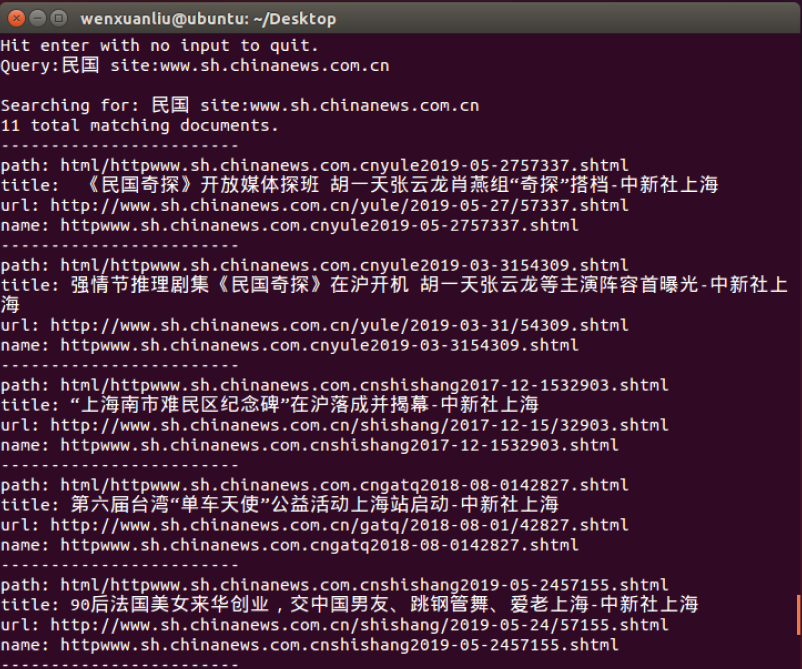 wenxuanliu@ubuntu: ~/Desktop
Hit enter with no input to quit.
Query:民国 site:www.sh.chinanews.com.cn
Searching for: 民国 site:www.sh.chinanews.com.cn
11 total matching documents.
------------------------
path: html/httpwww.sh.chinanews.com.cnyule2019-05-2757337.shtml
title:  《民国奇探》开放媒体探班 胡一天张云龙肖燕组“奇探”搭档-中新社上海
url: http://www.sh.chinanews.com.cn/yule/2019-05-27/57337.shtml
name: httpwww.sh.chinanews.com.cnyule2019-05-2757337.shtml
------------------------
path: html/httpwww.sh.chinanews.com.cnyule2019-03-3154309.shtml
title: 强情节推理剧集《民国奇探》在沪开机 胡一天张云龙等主演阵容首曝光-中新社上
海
url: http://www.sh.chinanews.com.cn/yule/2019-03-31/54309.shtml
name: httpwww.sh.chinanews.com.cnyule2019-03-3154309.shtml
------------------------
path: html/httpwww.sh.chinanews.com.cnshishang2017-12-1532903.shtml
title: “上海南市难民区纪念碑”在沪落成并揭幕-中新社上海
url: http://www.sh.chinanews.com.cn/shishang/2017-12-15/32903.shtml
name: httpwww.sh.chinanews.com.cnshishang2017-12-1532903.shtml
------------------------
path: html/httpwww.sh.chinanews.com.cngatq2018-08-0142827.shtml
title: 第六届台湾“单车天使”公益活动上海站启动-中新社上海
url: http://www.sh.chinanews.com.cn/gatq/2018-08-01/42827.shtml
name: httpwww.sh.chinanews.com.cngatq2018-08-0142827.shtml
------------------------
path: html/httpwww.sh.chinanews.com.cnshishang2019-05-2457155.shtml
title: 90后法国美女来华创业，交中国男友、跳钢管舞、爱老上海-中新社上海
url: http://www.sh.chinanews.com.cn/shishang/2019-05-24/57155.shtml
name: httpwww.sh.chinanews.com.cnshishang2019-05-2457155.shtml
------------------------